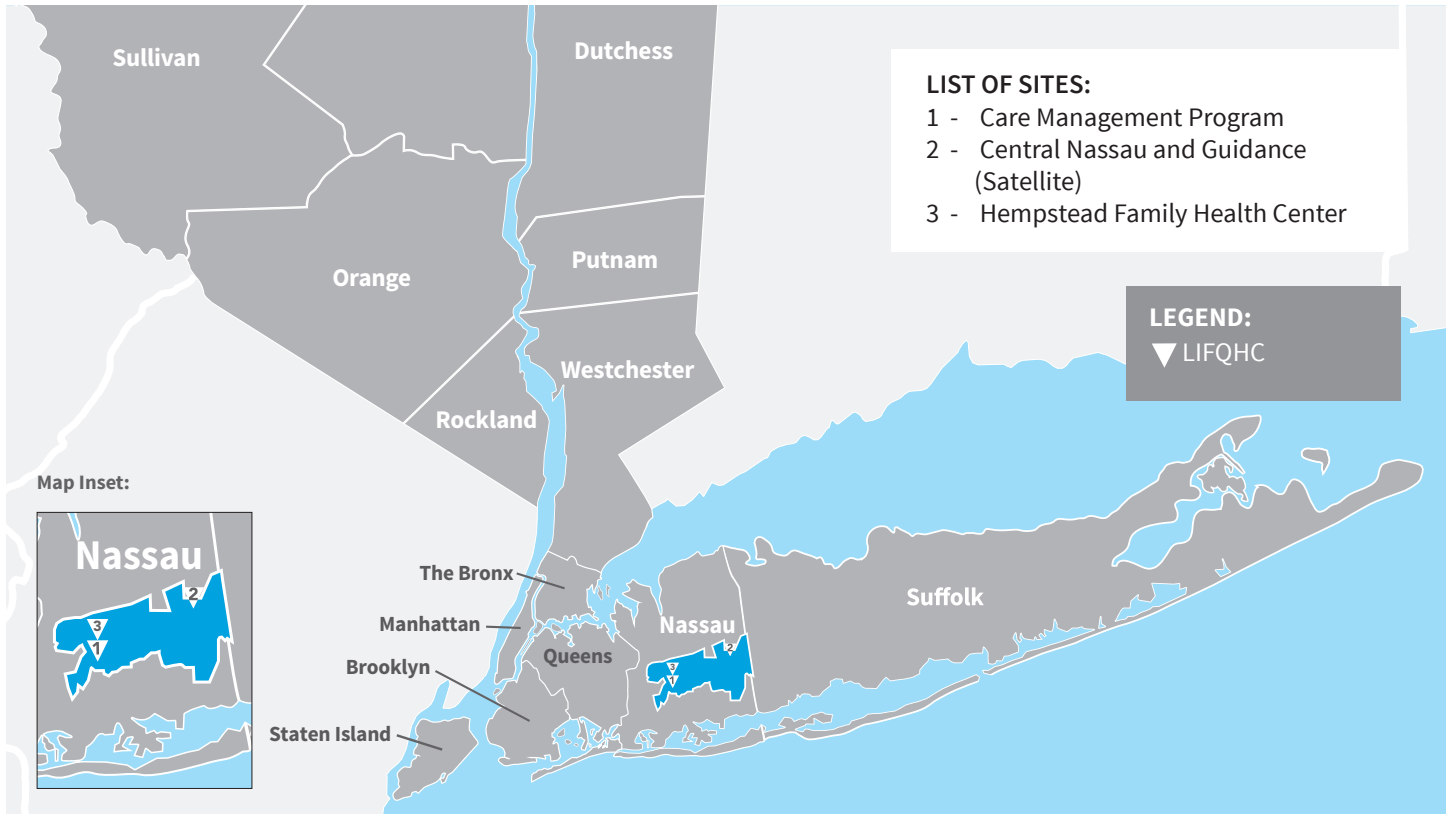 Sullivan
Dutchess
LIST OF SITES:
1 - Care Management Program
2 - Central Nassau and Guidance
(Satellite)
3 - Hempstead Family Health Center
Putnam
Orange
LEGEND:
LIFQHC
Westchester
Rockland
Map Inset:
Nassau
2
3
1
The Bronx
Manhattan
Brooklyn
Staten Island
Queens
Nassau
2
3
1
Suffolk